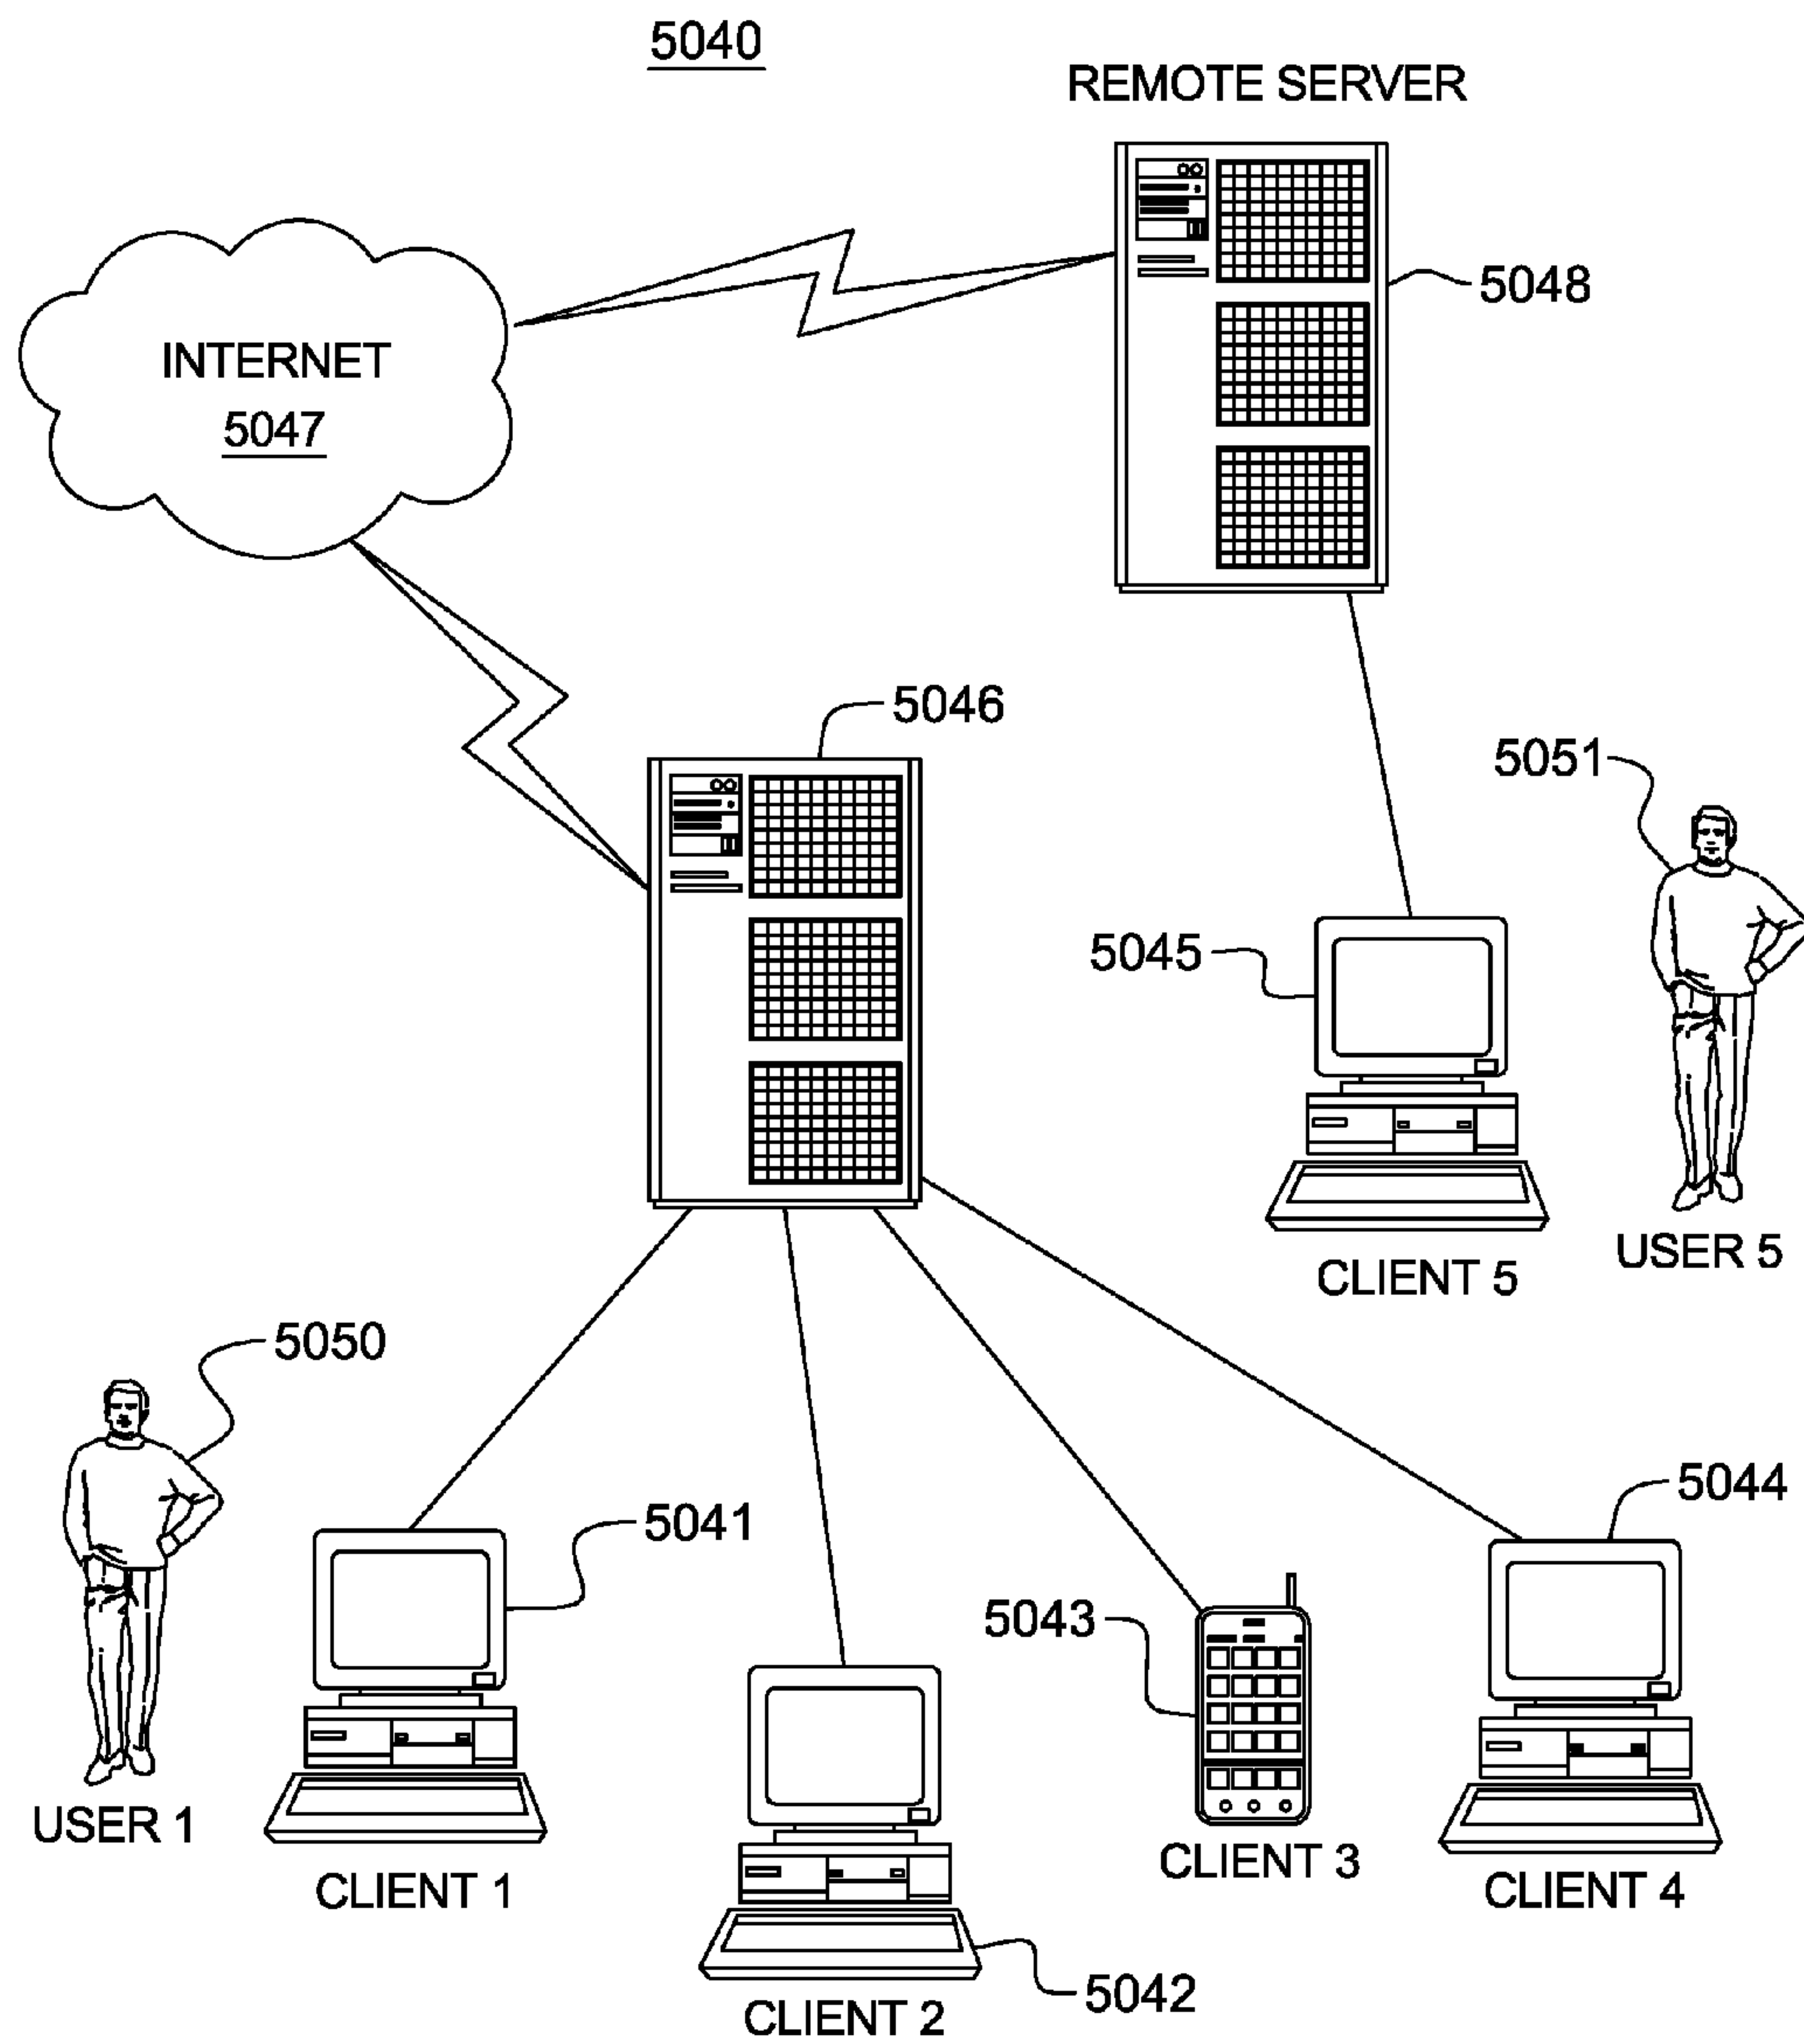 5040
REMOTE SERVER
5048
INTERNET
5047
5046
5051
5045
USER 5
CLIENT 5
5050
5041
5044
5043
USER 1
CLIENT 1
CLIENT 3
CLIENT 4
5042
CLIENT 2